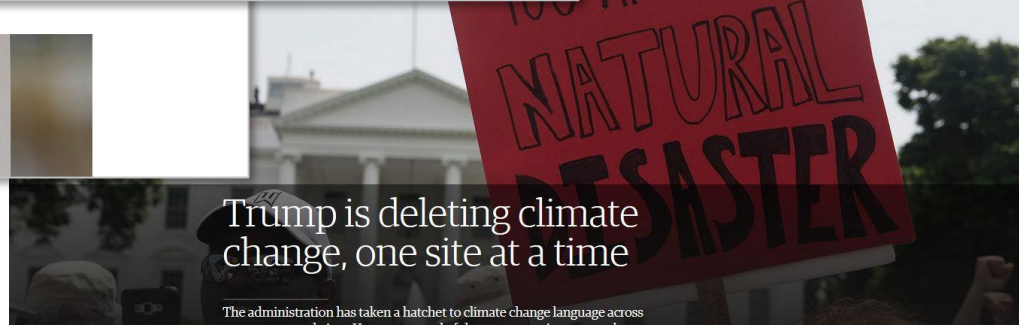 NATURAL
DISASTER
Trump is deleting climate
change, one site at a time
The administration has taken a hatchet to climate change language across